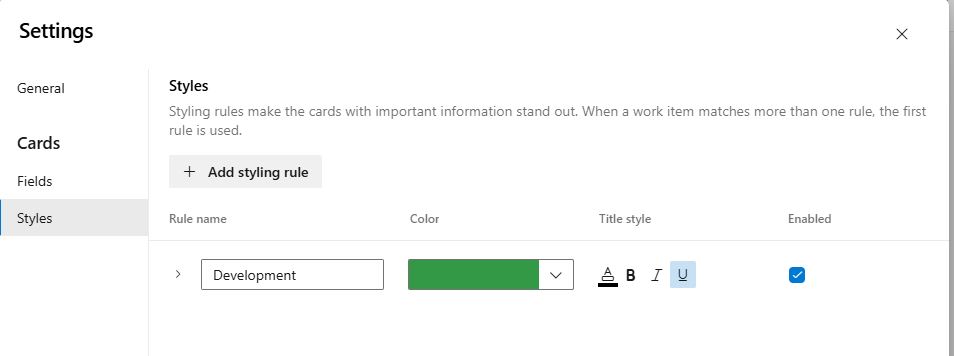 Settings
General
Cards
Fields
Styles
Styles
Styling rules make the cards with important information stand out. When a work item matches more than one rule, the first
rule is used.
+ Add styling rule
Rule name Color Title style Enabled
Development A B I U